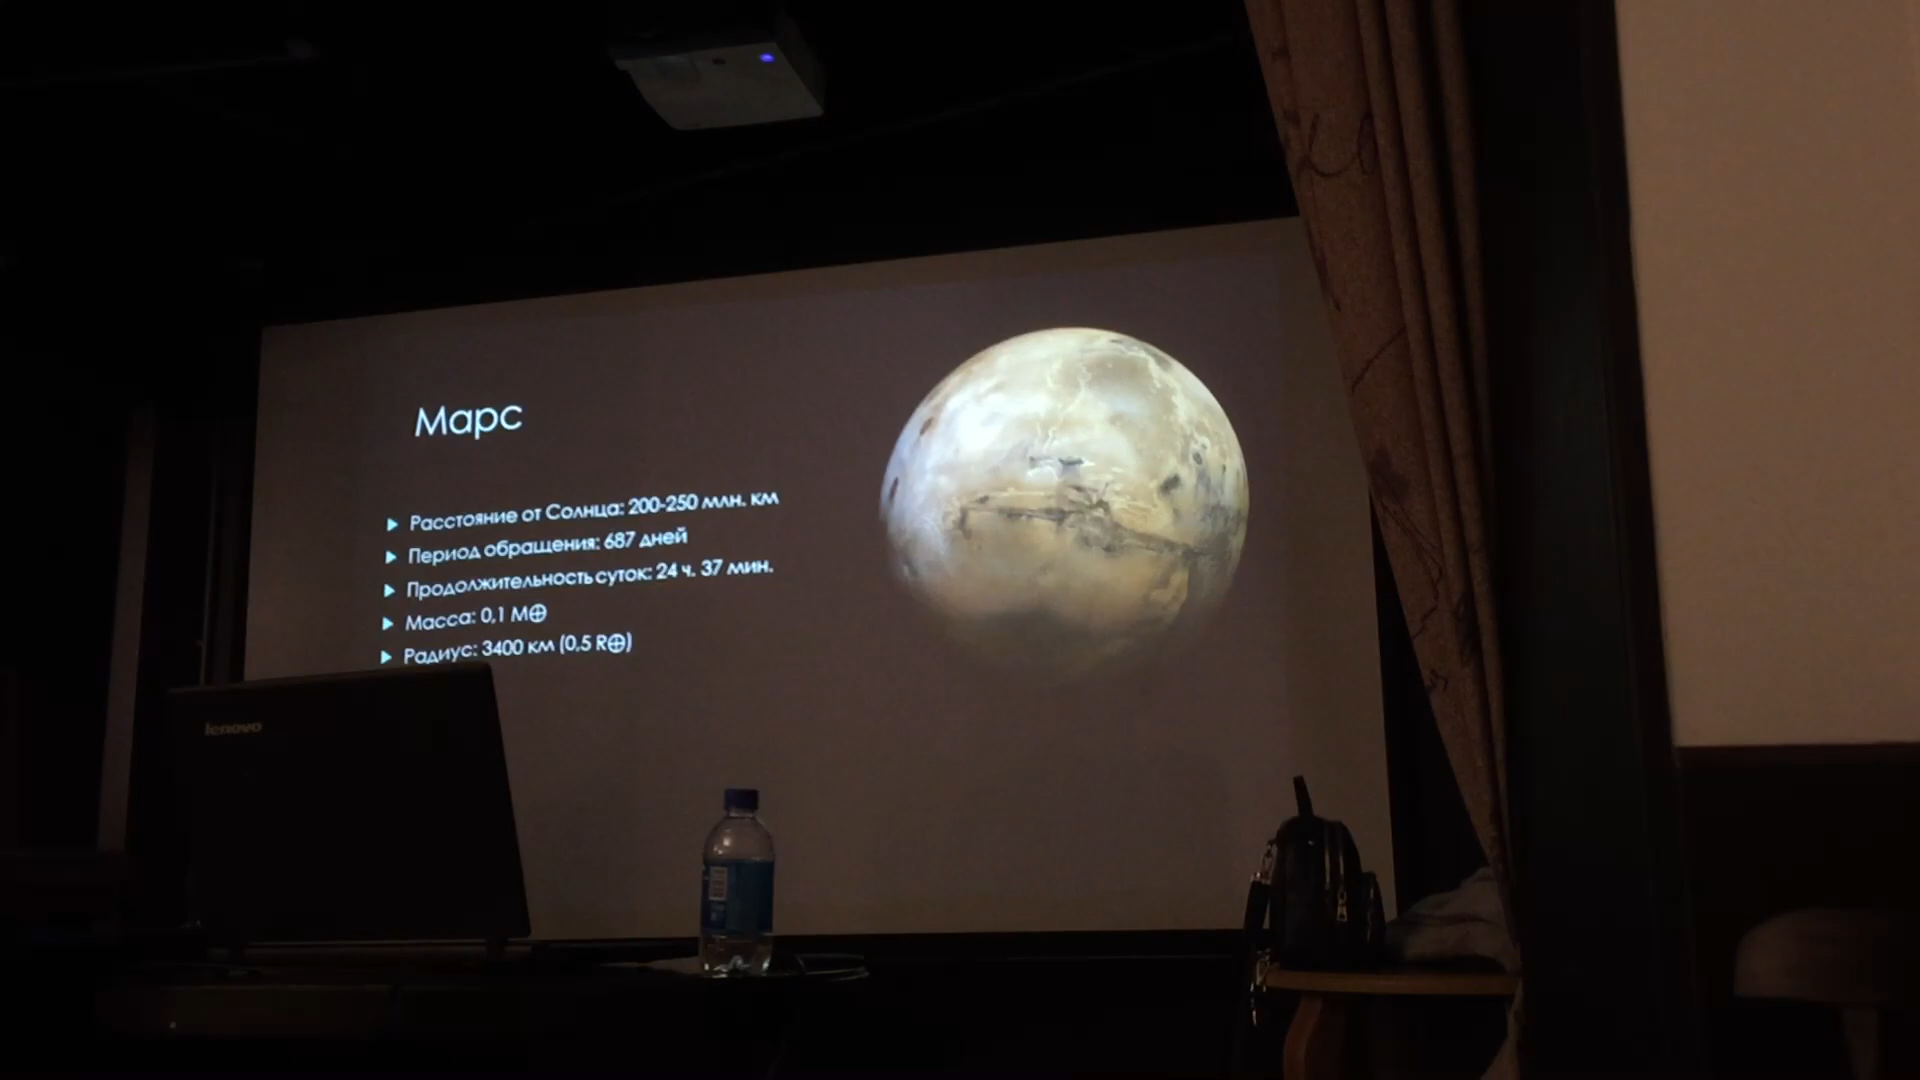 Марс
Расстояние от Солнца: 200-250 млн. км
Период обращения: 687 дней
Продолжительность суток: 24 ч. 37 мин.
Масса: 0,1 M⊕
Радиус: 3400 км (0,5 R⊕)
lenovo